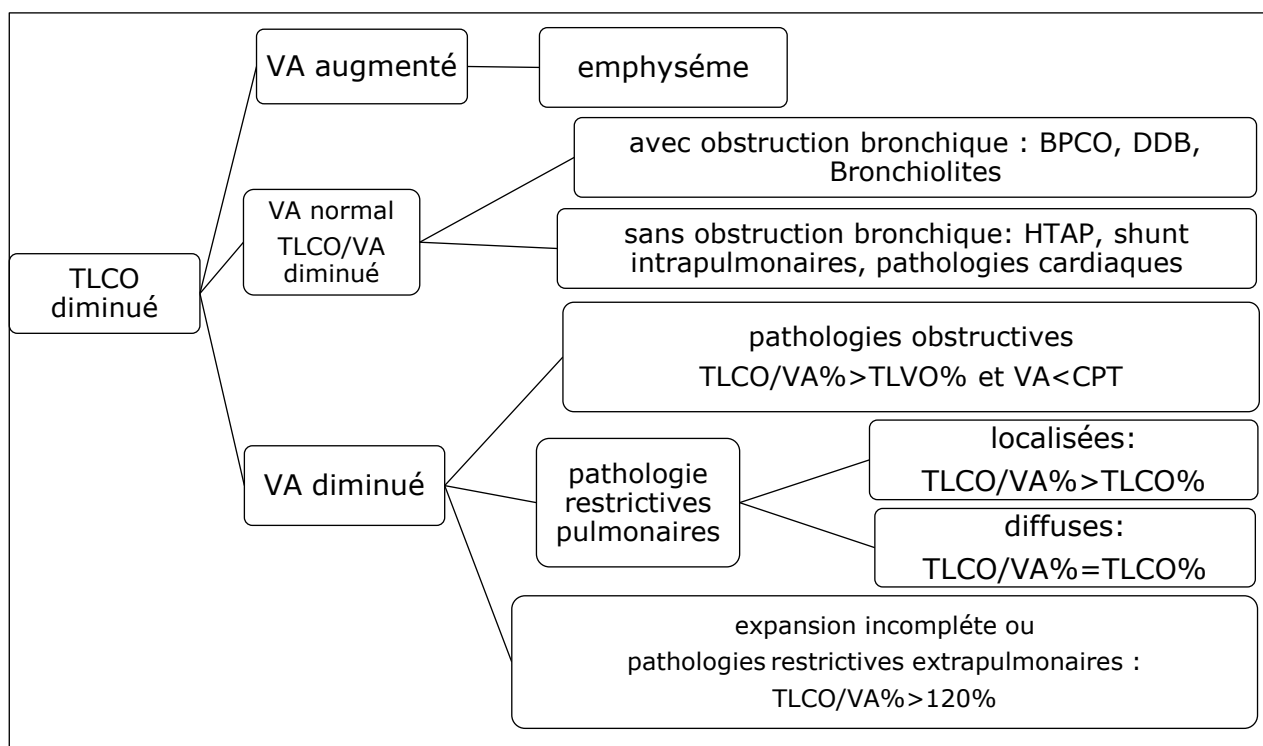 TLCO
diminué
VA augmenté
emphyséme
VA normal
TLCO/VA
diminué
avec obstruction bronchique : BPCO, DDB,
Bronchiolites
sans obstruction bronchique: HTAP, shunt
intrapulmonaires, pathologies cardiaques
VA diminué
pathologies obstructives
TLCO/VA%>TLVO% et VA<CPT
pathologie
restrictives
pulmonaires
localisées:
TLCO/VA%>TLCO%
diffuses:
TLCO/VA%=TLCO%
expansion incompléte ou
pathologies restrictives extrapulmonaires :
TLCO/VA%>120%